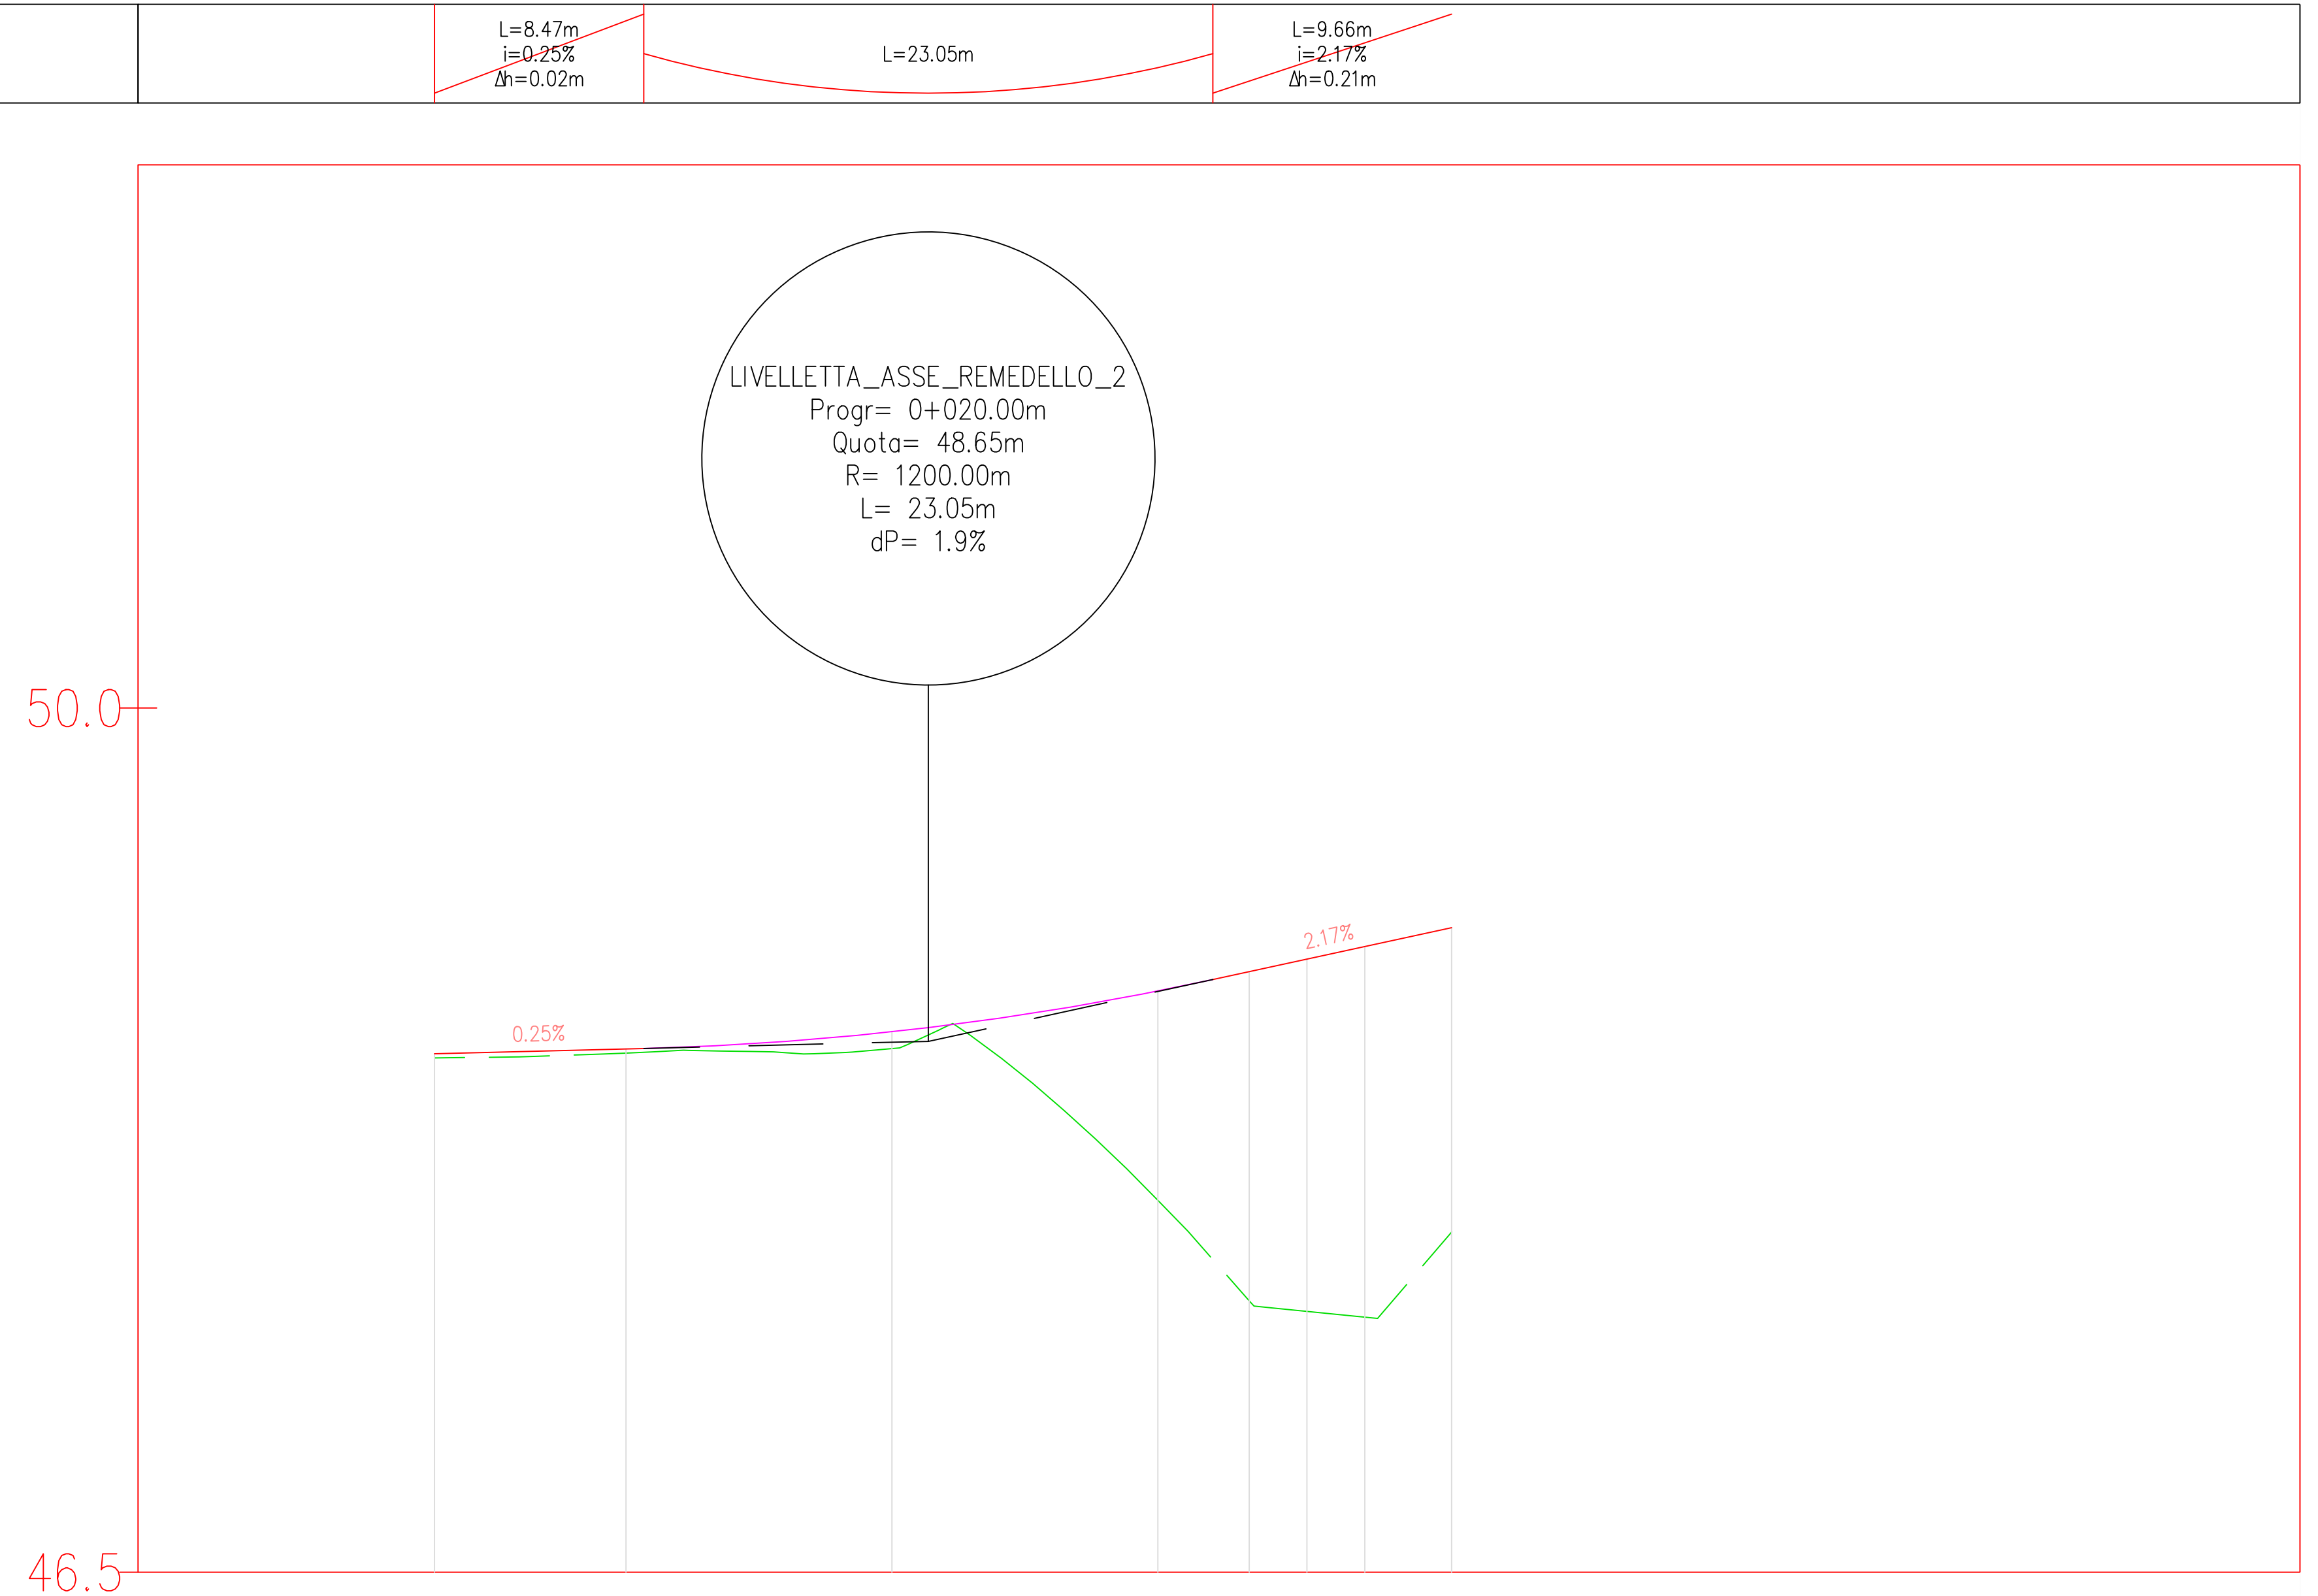 L=8.47m
i=0.25%
Δh=0.02m
L=23.05m
L=9.66m
i=2.17%
Δh=0.21m
LIVELLETTA_ASSE_REMEDELLO_2
Progr= 0+020.00m
Quota= 48.65m
R= 1200.00m
L= 23.05m
dP= 1.9%
50.0
2.17%
0.25%
46.5